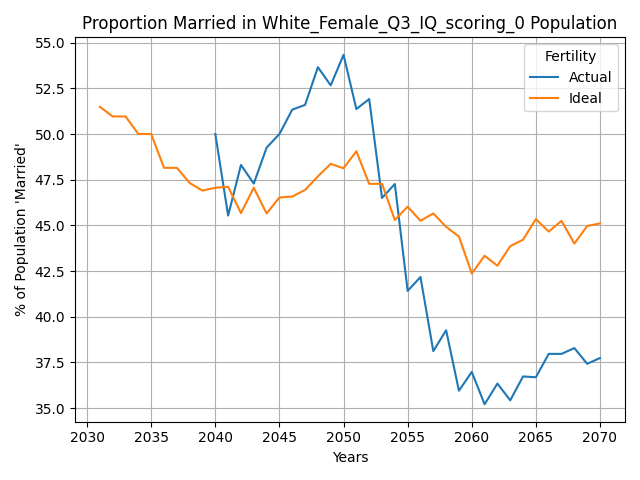 Proportion Married in White_Female_Q3_IQ_scoring_0 Population
% of Population 'Married'
55.0
52.5
50.0
47.5
45.0
42.5
40.0
37.5
35.0
Fertility
Actual
Ideal
2030 2035 2040 2045 2050 2055 2060 2065 2070
Years